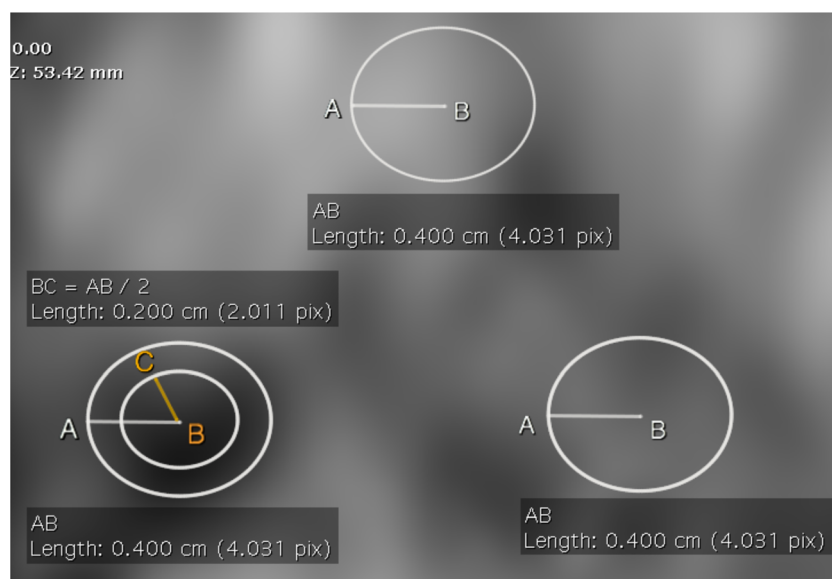 0.00
Z: 53.42 mm
A
B
AB
Length: 0.400 cm (4.031 pix)
BC = AB / 2
Length: 0.200 cm (2.011 pix)
C
A
B
AB
Length: 0.400 cm (4.031 pix)
A
B
AB
Length: 0.400 cm (4.031 pix)